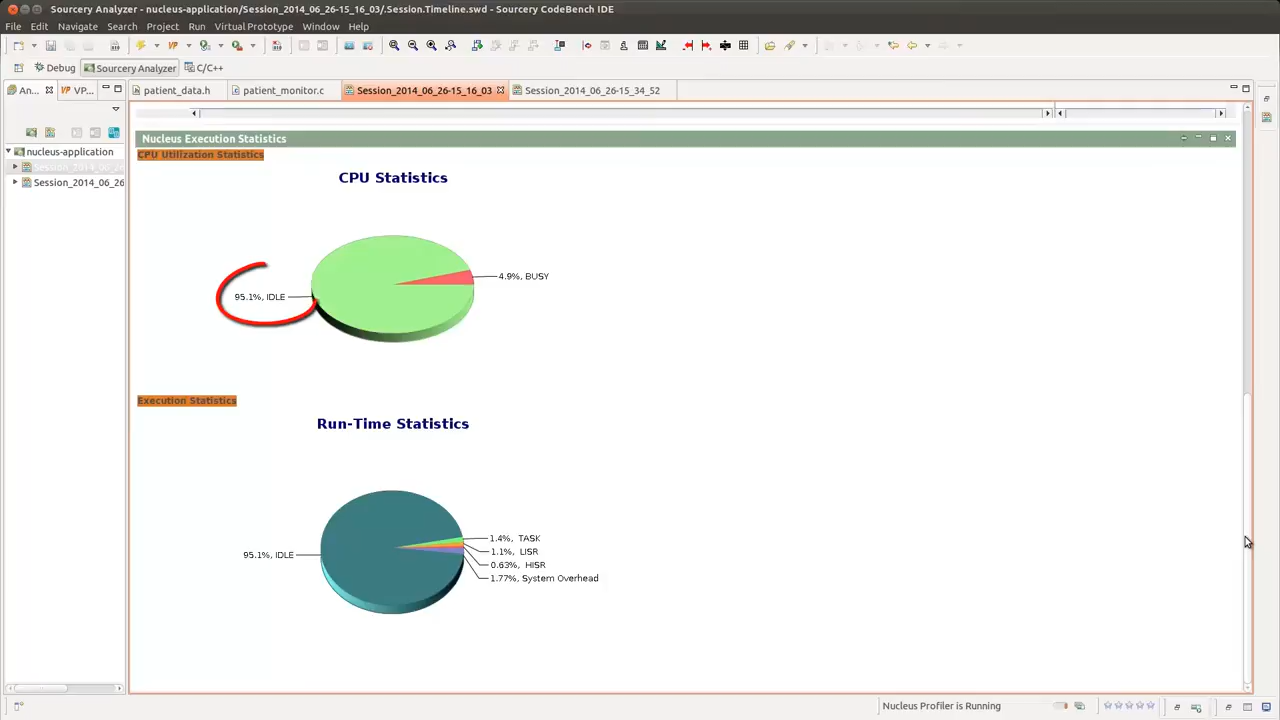 Sourcery Analyzer - nucleus-application/Session_2014_06_26-15_16_03/.Session.Timeline.swd - Sourcery CodeBench IDE
File Edit Navigate Search Project Run Virtual Prototype Window Help
Debug Sourcery Analyzer C/C++
An... VP... patient_data.h patient_monitor.c Session_2014_06_26-15_16_03 Session_2014_06_26-15_34_52
nucleus-application
Session_2014_06_26
Session_2014_06_26
Nucleus Execution Statistics
CPU Utilization Statistics
CPU Statistics
4.9%, BUSY
95.1%, IDLE
Execution Statistics
Run-Time Statistics
1.4%, TASK
1.1%, LISR
95.1%, IDLE
0.63%, HISR
1.77%, System Overhead
Nucleus Profiler is Running